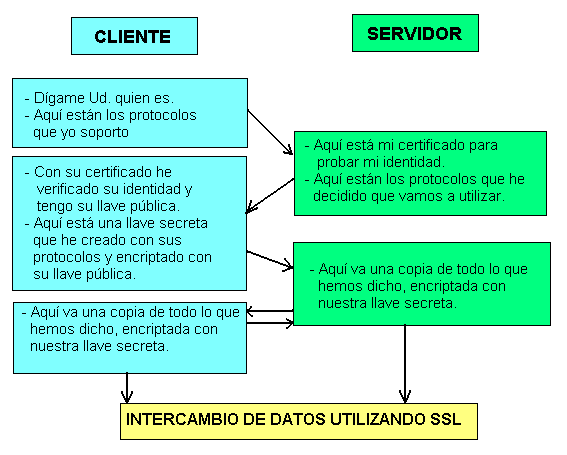 CLIENTE
SERVIDOR
- Dígame Ud. quien es.
- Aquí están los protocolos
que yo soporto
- Aquí está mi certificado para
probar mi identidad.
- Aquí están los protocolos que he
decidido que vamos a utilizar.
- Con su certificado he
verificado su identidad y
tengo su llave pública.
- Aquí está una llave secreta
que he creado con sus
protocolos y encriptado con
su llave pública.
- Aquí va una copia de todo lo que
hemos dicho, encriptada con
nuestra llave secreta.
- Aquí va una copia de todo lo que
hemos dicho, encriptada con
nuestra llave secreta.
INTERCAMBIO DE DATOS UTILIZANDO SSL